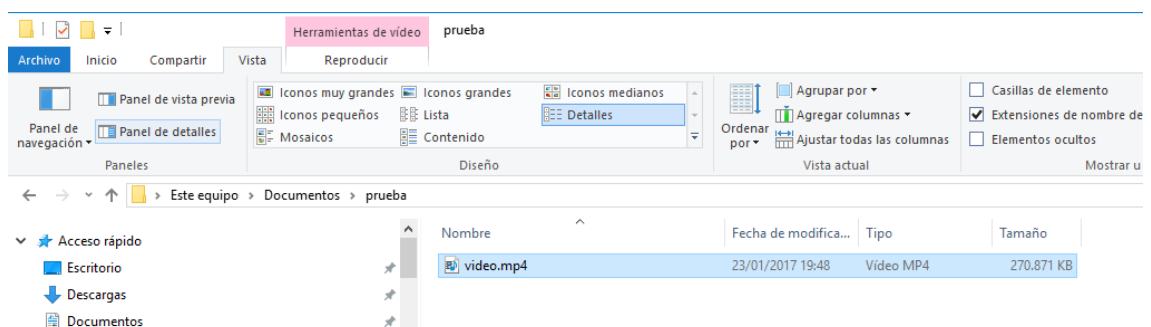 Herramientas de vídeo prueba
Archivo Inicio Compartir Vista Reproducir
Panel de navegación
Panel de vista previa
Panel de detalles
Paneles
Iconos muy grandes Iconos grandes Iconos medianos
Iconos pequeños Lista Detalles
Mosaicos Contenido
Diseño
Ordenar por
Agrupar por
Agregar columnas
Ajustar todas las columnas
Vista actual
Casillas de elemento
Extensiones de nombre de
Elementos ocultos
Mostrar u
Este equipo > Documentos > prueba
Acceso rápido
Escritorio
Descargas
Documentos
Nombre Fecha de modifica... Tipo Tamaño
video.mp4 23/01/2017 19:48 Vídeo MP4 270.871 KB